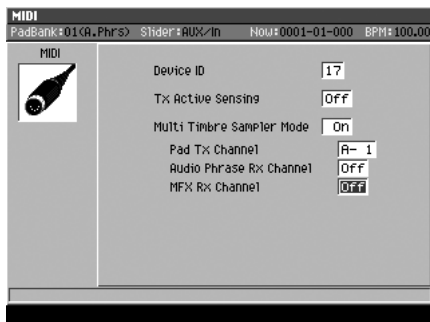 MIDI
PadBank:01(A.Phrs) Slider:AUX/In Now:0001-01-000 BPM:100.00
MIDI
Device ID 17
Tx Active Sensing Off
Multi Timbre Sampler Mode On
Pad Tx Channel A- 1
Audio Phrase Rx Channel Off
MFX Rx Channel Off